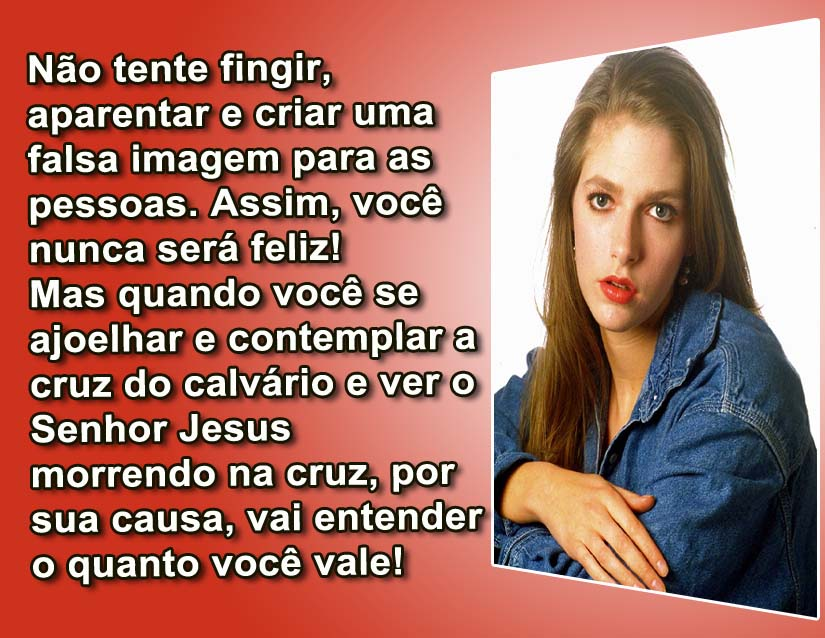 Não tente fingir,
aparentar e criar uma
falsa imagem para as
pessoas. Assim, você
nunca será feliz!
Mas quando você se
ajoelhar e contemplar a
cruz do calvário e ver o
Senhor Jesus
morrendo na cruz, por
sua causa, vai entender
o quanto você vale!